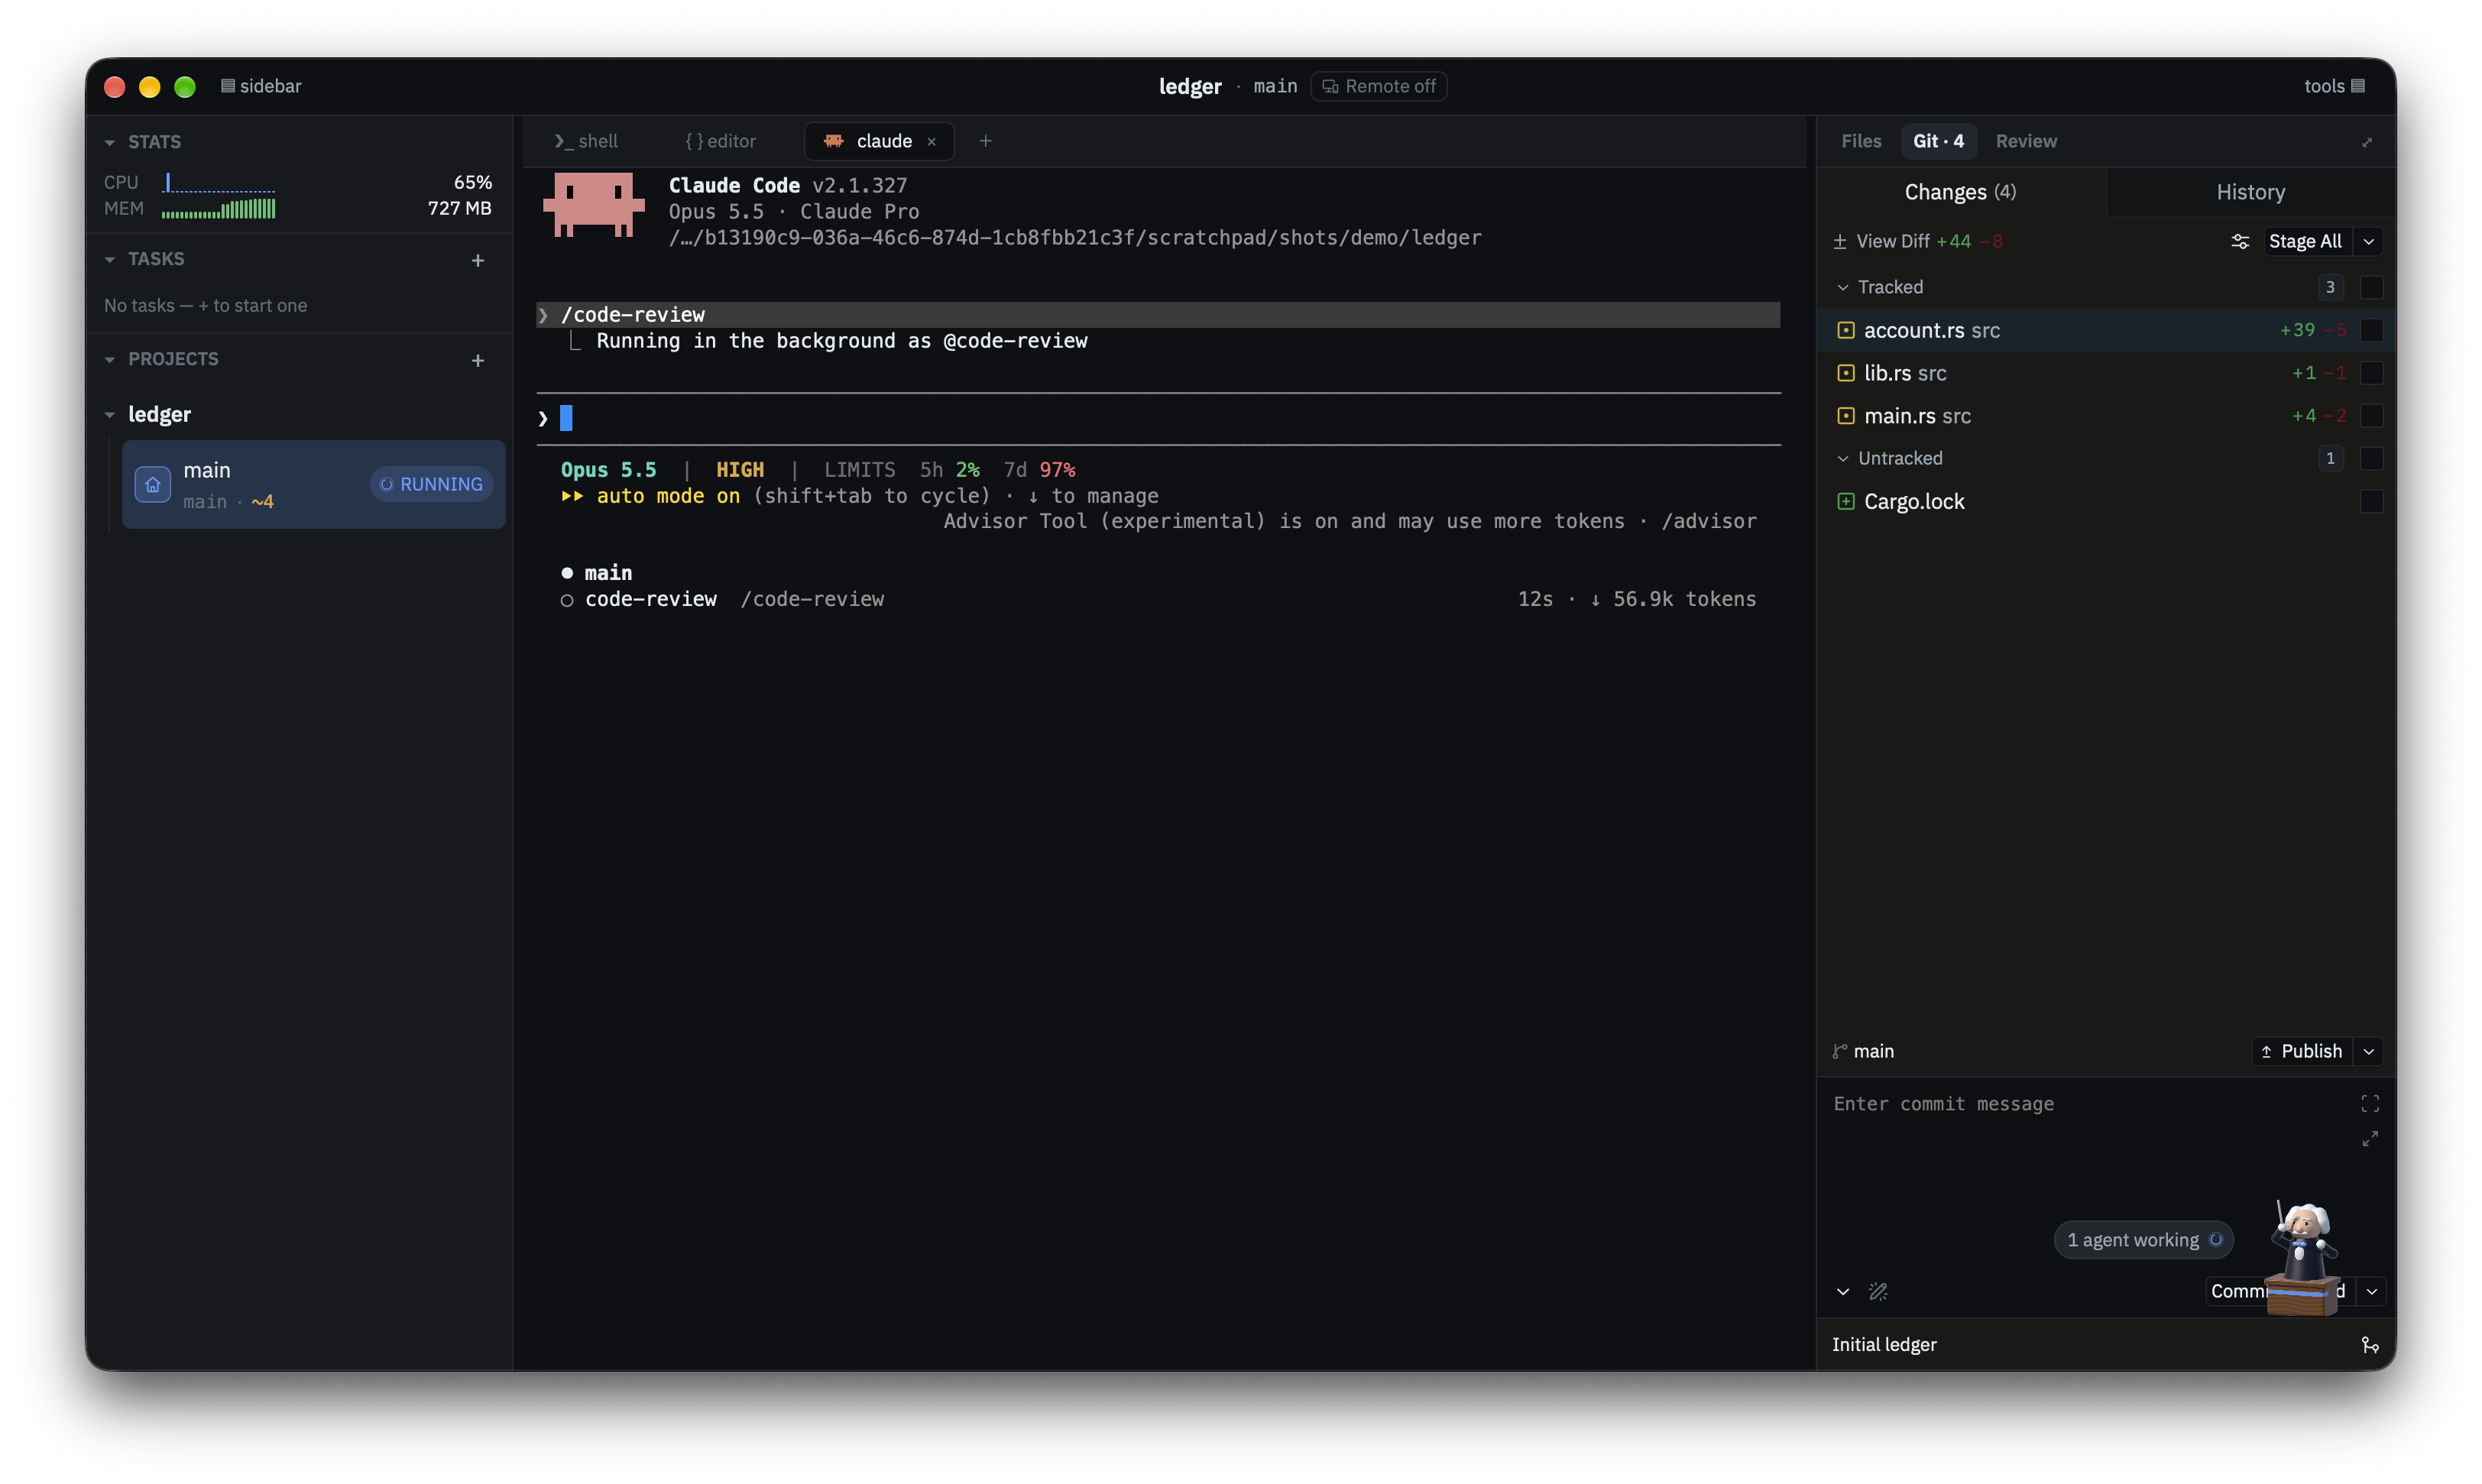 sidebar
ledger · main Remote off
tools
STATS
CPU 65%
MEM 727 MB
TASKS +
No tasks — + to start one
PROJECTS +
ledger
main
main · ~4
RUNNING
>_ shell
{ } editor
claude × +
Claude Code v2.1.327
Opus 5.5 · Claude Pro
/…/b13190c9-036a-46c6-874d-1cb8fbb21c3f/scratchpad/shots/demo/ledger
❯ /code-review
Running in the background as @code-review
❯
Opus 5.5 | HIGH | LIMITS 5h 2% 7d 97%
auto mode on (shift+tab to cycle) · ↓ to manage
Advisor Tool (experimental) is on and may use more tokens · /advisor
● main
○ code-review /code-review 12s · ↓ 56.9k tokens
Files Git · 4 Review
Changes (4) History
± View Diff +44 −8 Stage All
Tracked 3
account.rs src +39 −5
lib.rs src +1 −1
main.rs src +4 −2
Untracked 1
Cargo.lock
main Publish
Enter commit message
1 agent working
Initial ledger